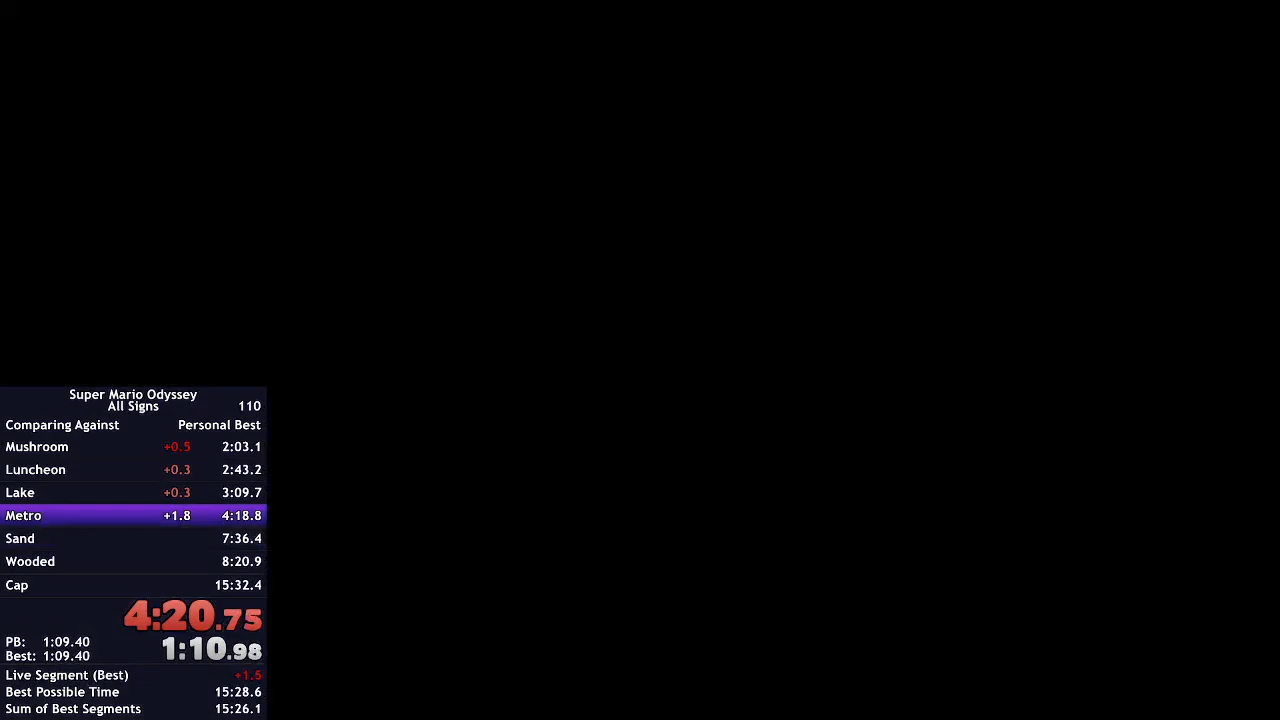 Super Mario Odyssey
All Signs 110
Comparing Against Personal Best
Mushroom +0.5 2:03.1
Luncheon +0.3 2:43.2
Lake +0.3 3:09.7
Metro +1.8 4:18.8
Sand 7:36.4
Wooded 8:20.9
Cap 15:32.4
4:20.75
PB: 1:09.40
Best: 1:09.40
1:10.98
Live Segment (Best) +1.5
Best Possible Time 15:28.6
Sum of Best Segments 15:26.1